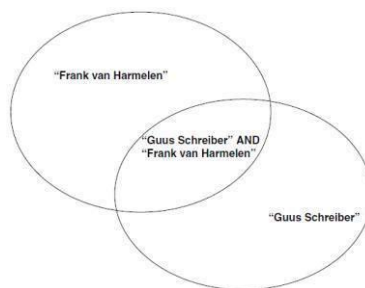 “Frank van Harmelen”
“Guus Schreiber” AND
“Frank van Harmelen”
“Guus Schreiber”